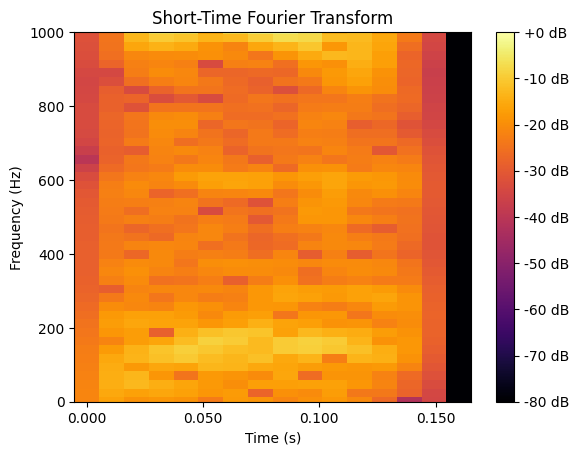 Short-Time Fourier Transform
1000
800
600
400
200
0
Frequency (Hz)
0.000
0.050
0.100
0.150
Time (s)
+0 dB
-10 dB
-20 dB
-30 dB
-40 dB
-50 dB
-60 dB
-70 dB
-80 dB